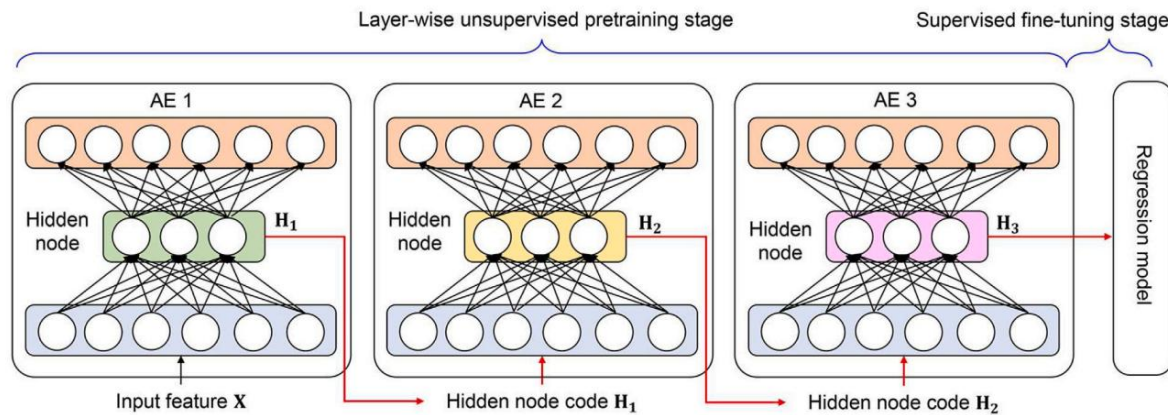 Layer-wise unsupervised pretraining stage
Supervised fine-tuning stage
AE 1
Hidden
node
H₁
Input feature X
AE 2
Hidden
node
H₂
Hidden node code H₁
AE 3
Hidden
node
H₃
Hidden node code H₂
Regression model